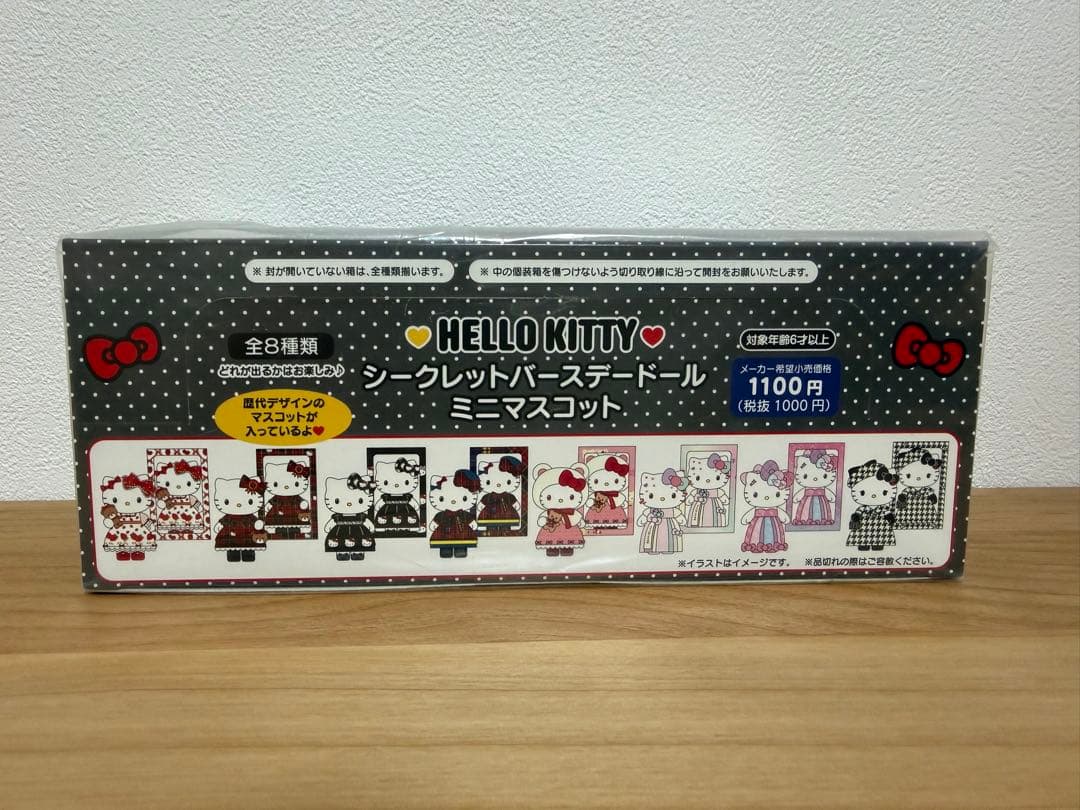 ※ 封が開いていない箱は、全種類揃います。
※ 中の個装箱を傷つけないよう切り取り線に沿って開封をお願いいたします。
HELLO KITTY
シークレットバースデードール
ミニマスコット
全8種類
どれが出るかはお楽しみ♪
歴代デザインの
マスコットが
入っているよ♥
対象年齢6才以上
メーカー希望小売価格
1100円
(税抜1000円)
※イラストはイメージです。 ※品切れの際はご容赦ください。